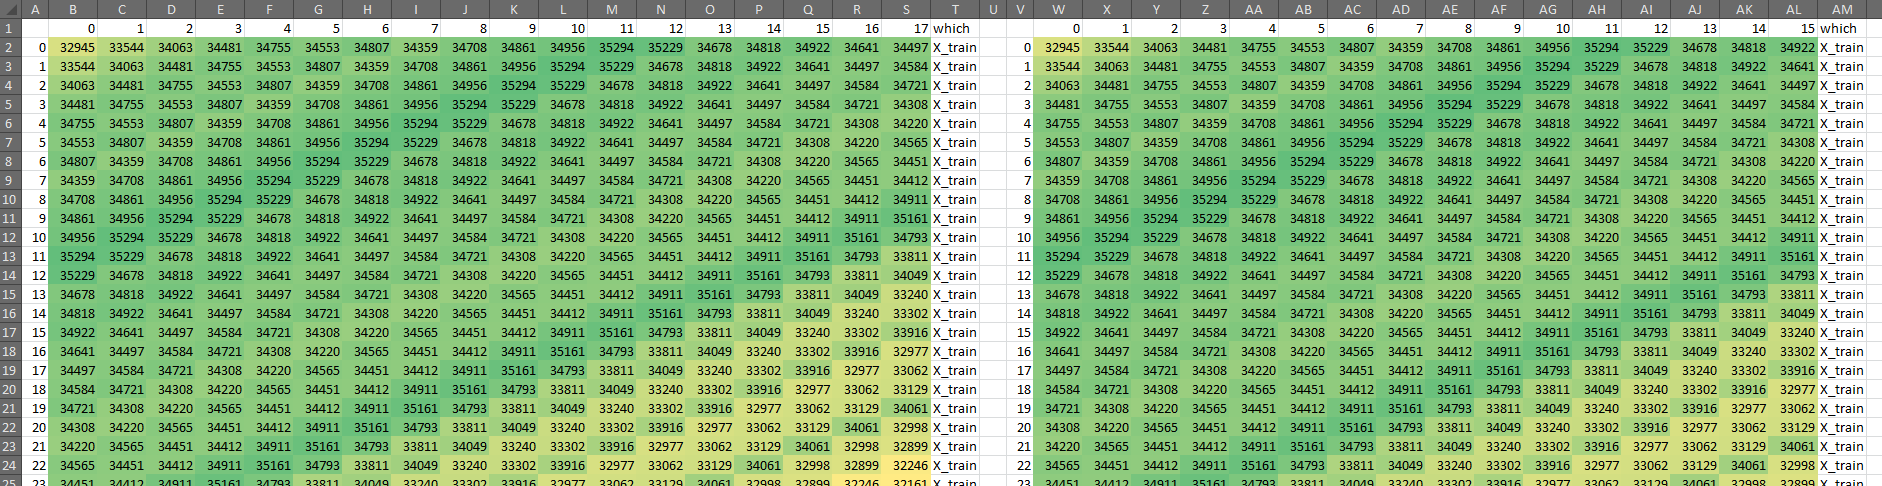 A B C D E F G H I J K L M N O P Q R S T U V W X Y Z AA AB AC AD AE AF AG AH AI AJ AK AL AM
1 0 1 2 3 4 5 6 7 8 9 10 11 12 13 14 15 16 17 which 0 1 2 3 4 5 6 7 8 9 10 11 12 13 14 15 which
2 0 32945 33544 34063 34481 34755 34553 34807 34359 34708 34861 34956 35294 35229 34678 34818 34922 34641 34497 X_train 0 32945 33544 34063 34481 34755 34553 34807 34359 34708 34861 34956 35294 35229 34678 34818 34922 X_train
3 1 33544 34063 34481 34755 34553 34807 34359 34708 34861 34956 35294 35229 34678 34818 34922 34641 34497 34584 X_train 1 33544 34063 34481 34755 34553 34807 34359 34708 34861 34956 35294 35229 34678 34818 34922 34641 X_train
4 2 34063 34481 34755 34553 34807 34359 34708 34861 34956 35294 35229 34678 34818 34922 34641 34497 34584 34721 X_train 2 34063 34481 34755 34553 34807 34359 34708 34861 34956 35294 35229 34678 34818 34922 34641 34497 X_train
5 3 34481 34755 34553 34807 34359 34708 34861 34956 35294 35229 34678 34818 34922 34641 34497 34584 34721 34308 X_train 3 34481 34755 34553 34807 34359 34708 34861 34956 35294 35229 34678 34818 34922 34641 34497 34584 X_train
6 4 34755 34553 34807 34359 34708 34861 34956 35294 35229 34678 34818 34922 34641 34497 34584 34721 34308 34220 X_train 4 34755 34553 34807 34359 34708 34861 34956 35294 35229 34678 34818 34922 34641 34497 34584 34721 X_train
7 5 34553 34807 34359 34708 34861 34956 35294 35229 34678 34818 34922 34641 34497 34584 34721 34308 34220 34565 X_train 5 34553 34807 34359 34708 34861 34956 35294 35229 34678 34818 34922 34641 34497 34584 34721 34308 X_train
8 6 34807 34359 34708 34861 34956 35294 35229 34678 34818 34922 34641 34497 34584 34721 34308 34220 34565 34451 X_train 6 34807 34359 34708 34861 34956 35294 35229 34678 34818 34922 34641 34497 34584 34721 34308 34220 X_train
9 7 34359 34708 34861 34956 35294 35229 34678 34818 34922 34641 34497 34584 34721 34308 34220 34565 34451 34412 X_train 7 34359 34708 34861 34956 35294 35229 34678 34818 34922 34641 34497 34584 34721 34308 34220 34565 X_train
10 8 34708 34861 34956 35294 35229 34678 34818 34922 34641 34497 34584 34721 34308 34220 34565 34451 34412 34911 X_train 8 34708 34861 34956 35294 35229 34678 34818 34922 34641 34497 34584 34721 34308 34220 34565 34451 X_train
11 9 34861 34956 35294 35229 34678 34818 34922 34641 34497 34584 34721 34308 34220 34565 34451 34412 34911 35161 X_train 9 34861 34956 35294 35229 34678 34818 34922 34641 34497 34584 34721 34308 34220 34565 34451 34412 X_train
12 10 34956 35294 35229 34678 34818 34922 34641 34497 34584 34721 34308 34220 34565 34451 34412 34911 35161 34793 X_train 10 34956 35294 35229 34678 34818 34922 34641 34497 34584 34721 34308 34220 34565 34451 34412 34911 X_train
13 11 35294 35229 34678 34818 34922 34641 34497 34584 34721 34308 34220 34565 34451 34412 34911 35161 34793 33811 X_train 11 35294 35229 34678 34818 34922 34641 34497 34584 34721 34308 34220 34565 34451 34412 34911 35161 X_train
14 12 35229 34678 34818 34922 34641 34497 34584 34721 34308 34220 34565 34451 34412 34911 35161 34793 33811 34049 X_train 12 35229 34678 34818 34922 34641 34497 34584 34721 34308 34220 34565 34451 34412 34911 35161 34793 X_train
15 13 34678 34818 34922 34641 34497 34584 34721 34308 34220 34565 34451 34412 34911 35161 34793 33811 34049 33240 X_train 13 34678 34818 34922 34641 34497 34584 34721 34308 34220 34565 34451 34412 34911 35161 34793 33811 X_train
16 14 34818 34922 34641 34497 34584 34721 34308 34220 34565 34451 34412 34911 35161 34793 33811 34049 33240 33302 X_train 14 34818 34922 34641 34497 34584 34721 34308 34220 34565 34451 34412 34911 35161 34793 33811 34049 X_train
17 15 34922 34641 34497 34584 34721 34308 34220 34565 34451 34412 34911 35161 34793 33811 34049 33240 33302 33916 X_train 15 34922 34641 34497 34584 34721 34308 34220 34565 34451 34412 34911 35161 34793 33811 34049 33240 X_train
18 16 34641 34497 34584 34721 34308 34220 34565 34451 34412 34911 35161 34793 33811 34049 33240 33302 33916 32977 X_train 16 34641 34497 34584 34721 34308 34220 34565 34451 34412 34911 35161 34793 33811 34049 33240 33302 X_train
19 17 34497 34584 34721 34308 34220 34565 34451 34412 34911 35161 34793 33811 34049 33240 33302 33916 32977 33062 X_train 17 34497 34584 34721 34308 34220 34565 34451 34412 34911 35161 34793 33811 34049 33240 33302 33916 X_train
20 18 34584 34721 34308 34220 34565 34451 34412 34911 35161 34793 33811 34049 33240 33302 33916 32977 33062 33129 X_train 18 34584 34721 34308 34220 34565 34451 34412 34911 35161 34793 33811 34049 33240 33302 33916 32977 X_train
21 19 34721 34308 34220 34565 34451 34412 34911 35161 34793 33811 34049 33240 33302 33916 32977 33062 33129 34061 X_train 19 34721 34308 34220 34565 34451 34412 34911 35161 34793 33811 34049 33240 33302 33916 32977 33062 X_train
22 20 34308 34220 34565 34451 34412 34911 35161 34793 33811 34049 33240 33302 33916 32977 33062 33129 34061 32998 X_train 20 34308 34220 34565 34451 34412 34911 35161 34793 33811 34049 33240 33302 33916 32977 33062 33129 X_train
23 21 34220 34565 34451 34412 34911 35161 34793 33811 34049 33240 33302 33916 32977 33062 33129 34061 32998 32899 X_train 21 34220 34565 34451 34412 34911 35161 34793 33811 34049 33240 33302 33916 32977 33062 33129 34061 X_train
24 22 34565 34451 34412 34911 35161 34793 33811 34049 33240 33302 33916 32977 33062 33129 34061 32998 32899 32246 X_train 22 34565 34451 34412 34911 35161 34793 33811 34049 33240 33302 33916 32977 33062 33129 34061 32998 X_train
25 23 34451 34412 34911 35161 34793 33811 34049 33240 33302 33916 32977 33062 33129 34061 32998 32899 32246 32161 X_train 23 34451 34412 34911 35161 34793 33811 34049 33240 33302 33916 32977 33062 33129 34061 32998 32899 X_train